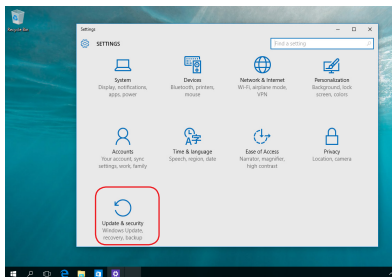 Recycle Bin
Settings
SETTINGS
Find a setting
System
Display, notifications,
apps, power
Devices
Bluetooth, printers,
mouse
Network & Internet
Wi-Fi, airplane mode,
VPN
Personalization
Background, lock
screen, colors
Accounts
Your account, sync
settings, work, family
Time & language
Speech, region, date
Ease of Access
Narrator, magnifier,
high contrast
Privacy
Location, camera
Update & security
Windows Update,
recovery, backup